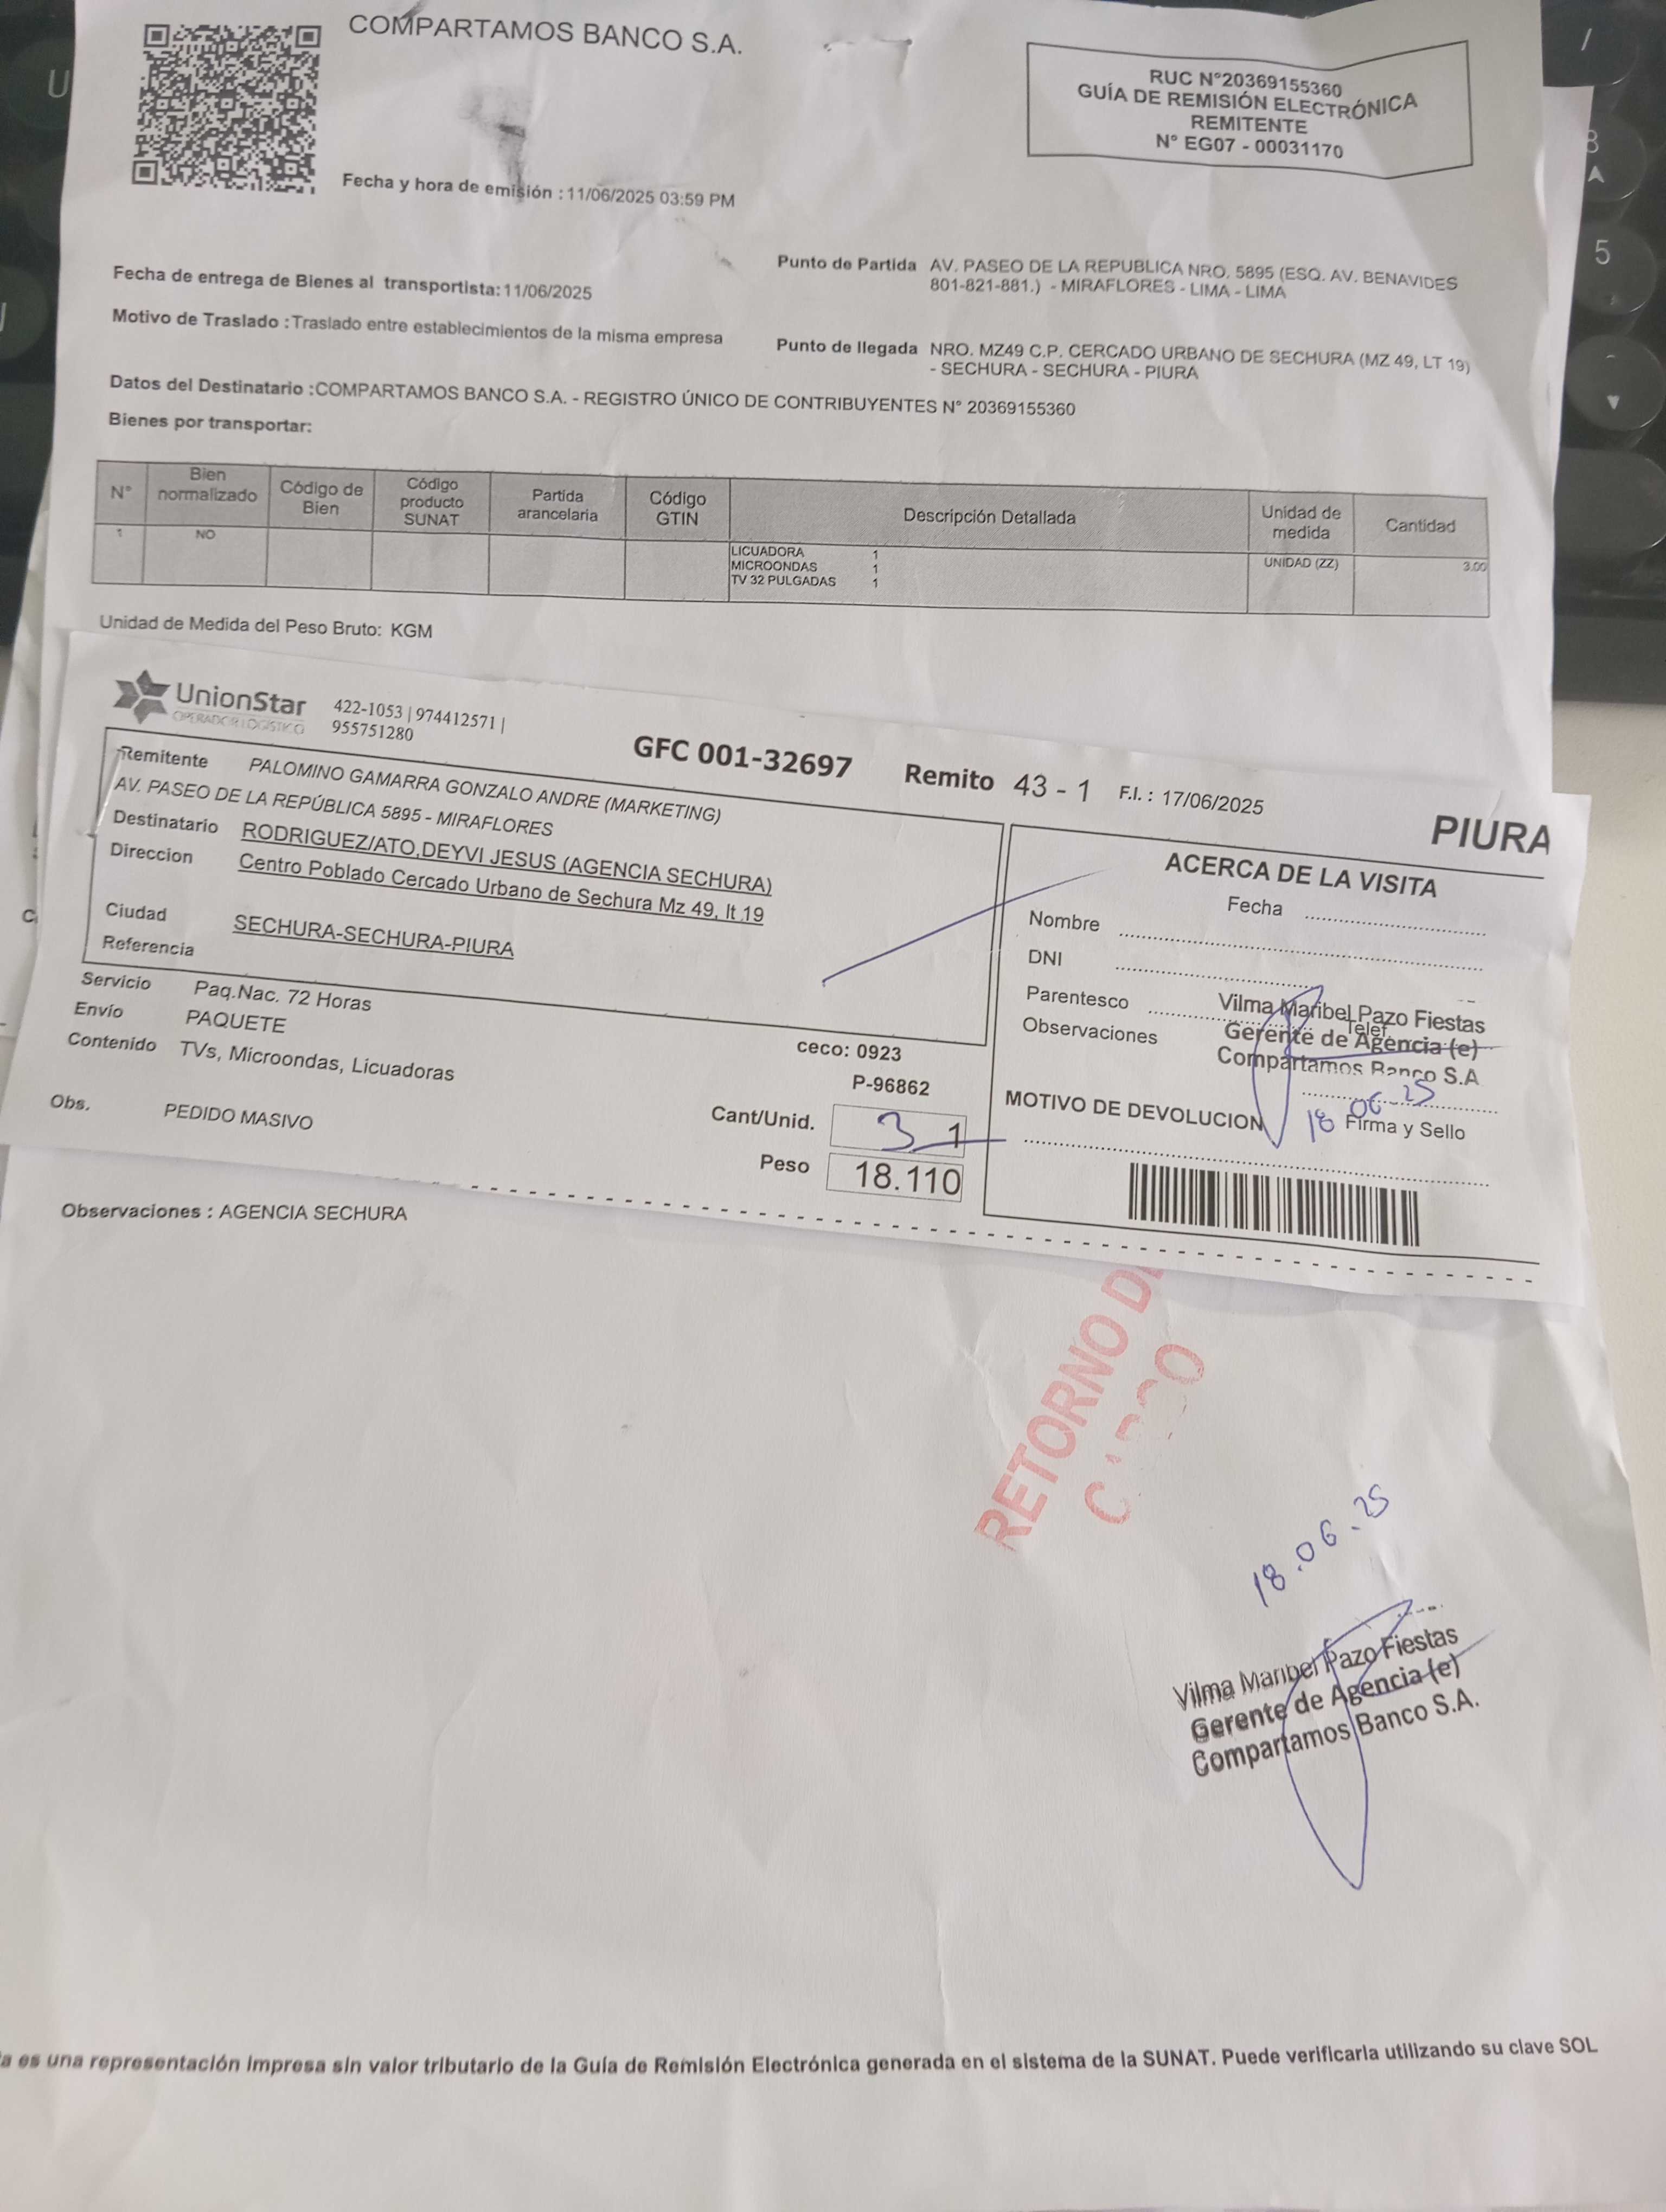 COMPARTAMOS BANCO S.A.
RUC N°20369155360
GUÍA DE REMISIÓN ELECTRÓNICA
REMITENTE
N° EG07 - 00031170
Fecha y hora de emisión : 11/06/2025 03:59 PM
Fecha de entrega de Bienes al transportista: 11/06/2025
Motivo de Traslado : Traslado entre establecimientos de la misma empresa
Punto de Partida AV. PASEO DE LA REPUBLICA NRO. 5895 (ESQ. AV. BENAVIDES
801-821-881.) - MIRAFLORES - LIMA - LIMA
Punto de llegada NRO. MZ49 C.P. CERCADO URBANO DE SECHURA (MZ 49, LT 19)
- SECHURA - SECHURA - PIURA
Datos del Destinatario : COMPARTAMOS BANCO S.A. - REGISTRO ÚNICO DE CONTRIBUYENTES N° 20369155360
Bienes por transportar:
N° Bien normalizado Código de Bien Código producto SUNAT Partida arancelaria Código GTIN Descripción Detallada Unidad de medida Cantidad
1 NO LICUADORA 1 UNIDAD (ZZ) 3.00
MICROONDAS 1
TV 32 PULGADAS 1
Unidad de Medida del Peso Bruto: KGM
UnionStar
OPERADOR LOGÍSTICO
422-1053 | 974412571 |
955751280
GFC 001-32697 Remito 43 - 1 F.I. : 17/06/2025
PIURA
Remitente PALOMINO GAMARRA GONZALO ANDRE (MARKETING)
AV. PASEO DE LA REPÚBLICA 5895 - MIRAFLORES
Destinatario RODRIGUEZ/ATO,DEYVI JESUS (AGENCIA SECHURA)
Direccion Centro Poblado Cercado Urbano de Sechura Mz 49, lt 19
Ciudad SECHURA-SECHURA-PIURA
Referencia
Servicio Paq.Nac. 72 Horas
Envío PAQUETE
Contenido TVs, Microondas, Licuadoras
Obs. PEDIDO MASIVO
ceco: 0923
P-96862
Cant/Unid. 3 1
Peso 18.110
ACERCA DE LA VISITA
Fecha
Nombre
DNI
Parentesco
Telef.
Observaciones
Vilma Maribel Pazo Fiestas
Gerente de Agencia (e)
Compartamos Banco S.A
18 06-25
Firma y Sello
MOTIVO DE DEVOLUCION
Observaciones : AGENCIA SECHURA
RETORNO DE
CARGO
18.06.25
Vilma Maribel Pazo Fiestas
Gerente de Agencia (e)
Compartamos Banco S.A.
a es una representación impresa sin valor tributario de la Guía de Remisión Electrónica generada en el sistema de la SUNAT. Puede verificarla utilizando su clave SOL